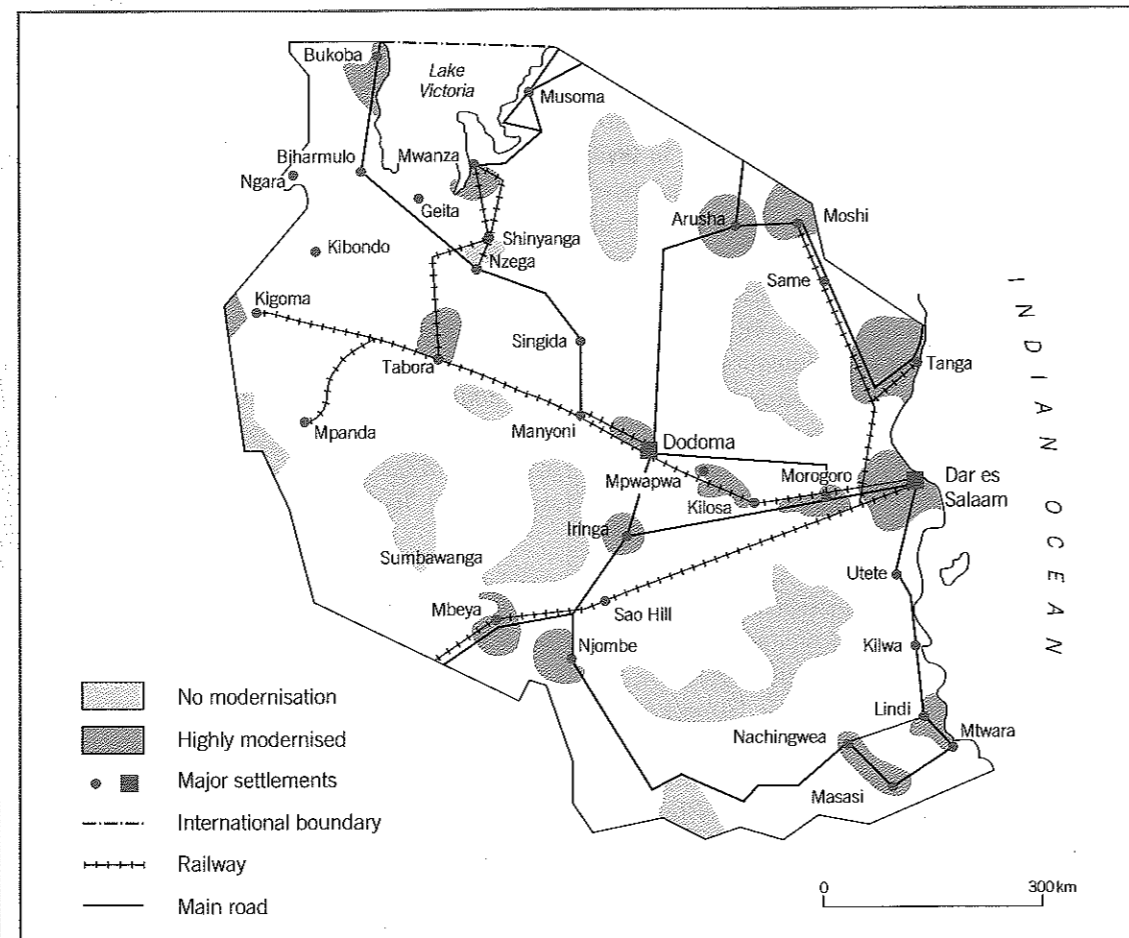 Bukoba
Lake
Victoria
Musoma
Biharmulo
Mwanza
Ngara
Geita
Arusha
Moshi
Shinyanga
Kibondo
Nzega
Same
Kigoma
Singida
Tabora
Tanga
Mpanda
Manyoni
Dodoma
Mpwapwa
Morogoro
Dar es
Salaam
Kilosa
Iringa
Sumbawanga
Utete
Mbeya
Sao Hill
Njombe
Kilwa
Lindi
Nachingwea
Mtwara
Masasi
INDIAN OCEAN
No modernisation
Highly modernised
Major settlements
International boundary
Railway
Main road
0 300 km